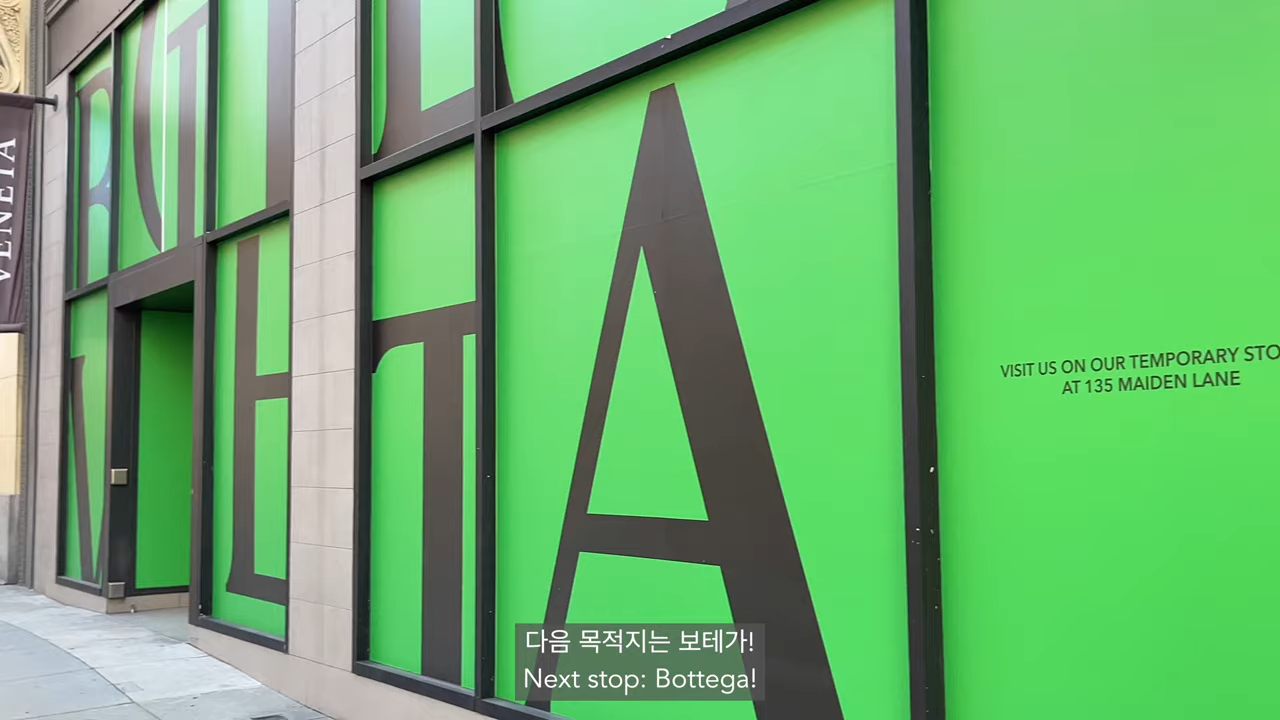 VENETA
VISIT US ON OUR TEMPORARY STO
AT 135 MAIDEN LANE
다음 목적지는 보테가!
Next stop: Bottega!